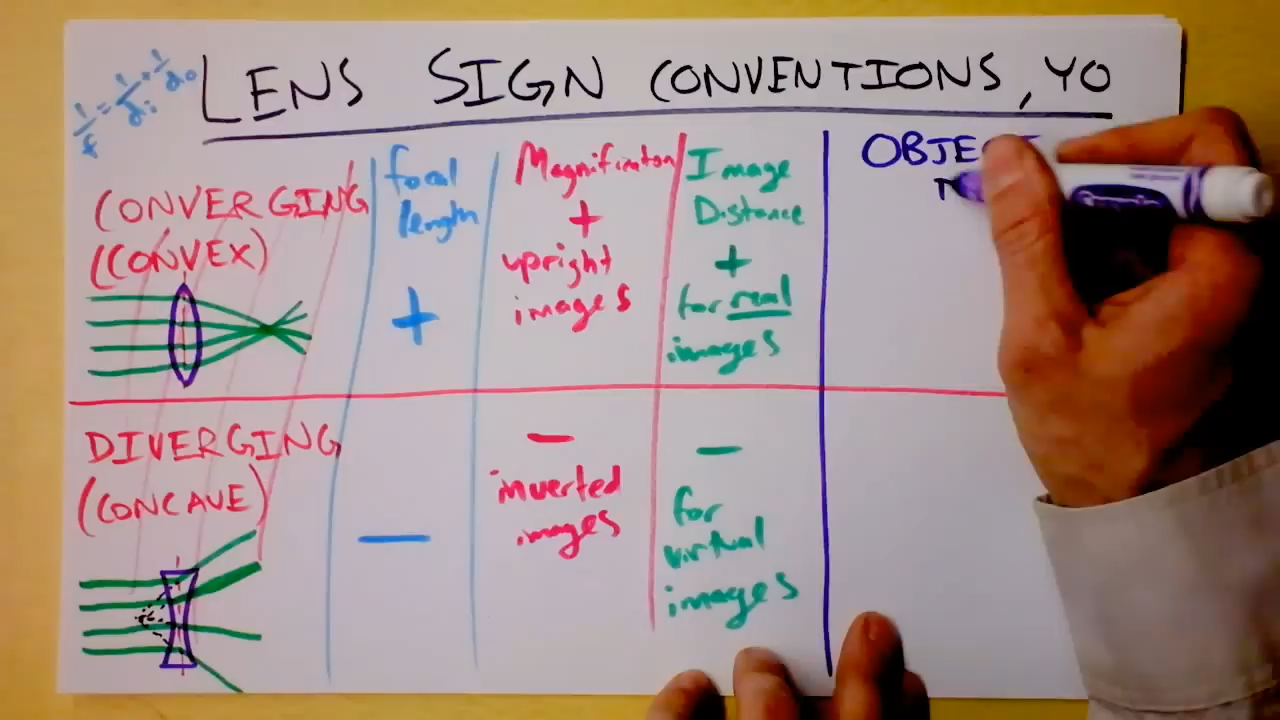 LENS SIGN CONVENTIONS, YO
1/f = 1/di + 1/do
CONVERGING
(CONVEX)
focal
length
+
Magnification
+
upright
images
Image
Distance
+
for real
images
OBJECT
DIVERGING
(CONCAVE)
—
—
inverted
images
—
for
virtual
images